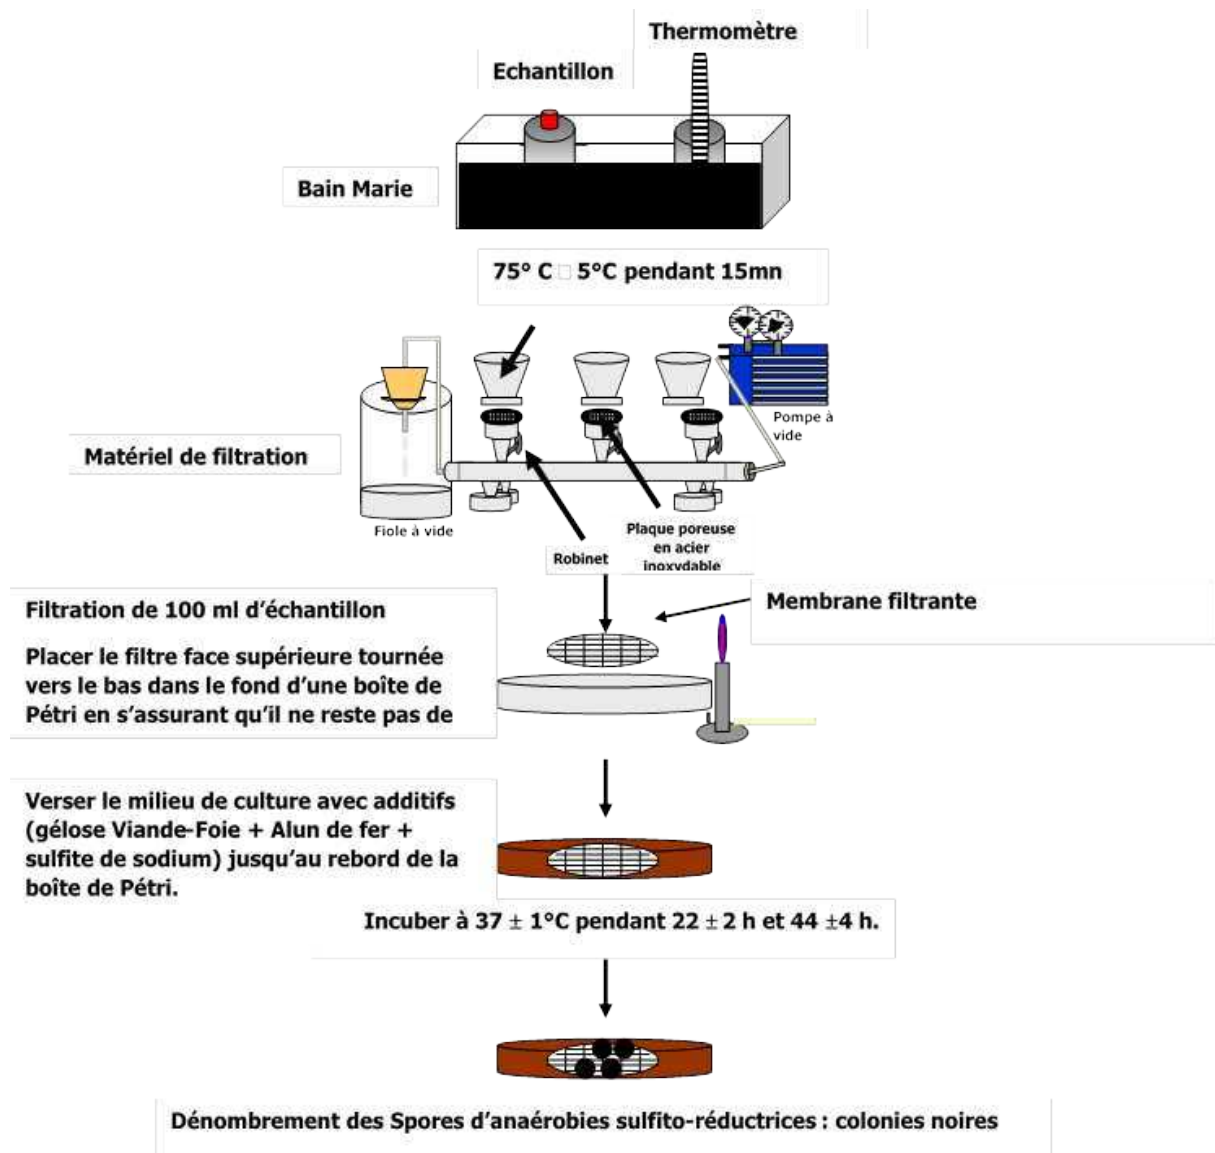 Thermomètre
Echantillon
Bain Marie
75° C□ 5°C pendant 15mn
Pompe à
vide
Matériel de filtration
Fiole à vide
Plaque poreuse
en acier
inoxydable
Robinet
Filtration de 100 ml d’échantillon
Membrane filtrante
Placer le filtre face supérieure tournée
vers le bas dans le fond d’une boîte de
Pétri en s’assurant qu’il ne reste pas de
Verser le milieu de culture avec additifs
(gélose Viande-Foie + Alun de fer +
sulfite de sodium) jusqu’au rebord de la
boîte de Pétri.
Incuber à 37 ± 1°C pendant 22 ± 2 h et 44 ±4 h.
Dénombrement des Spores d’anaérobies sulfito-réductrices : colonies noires